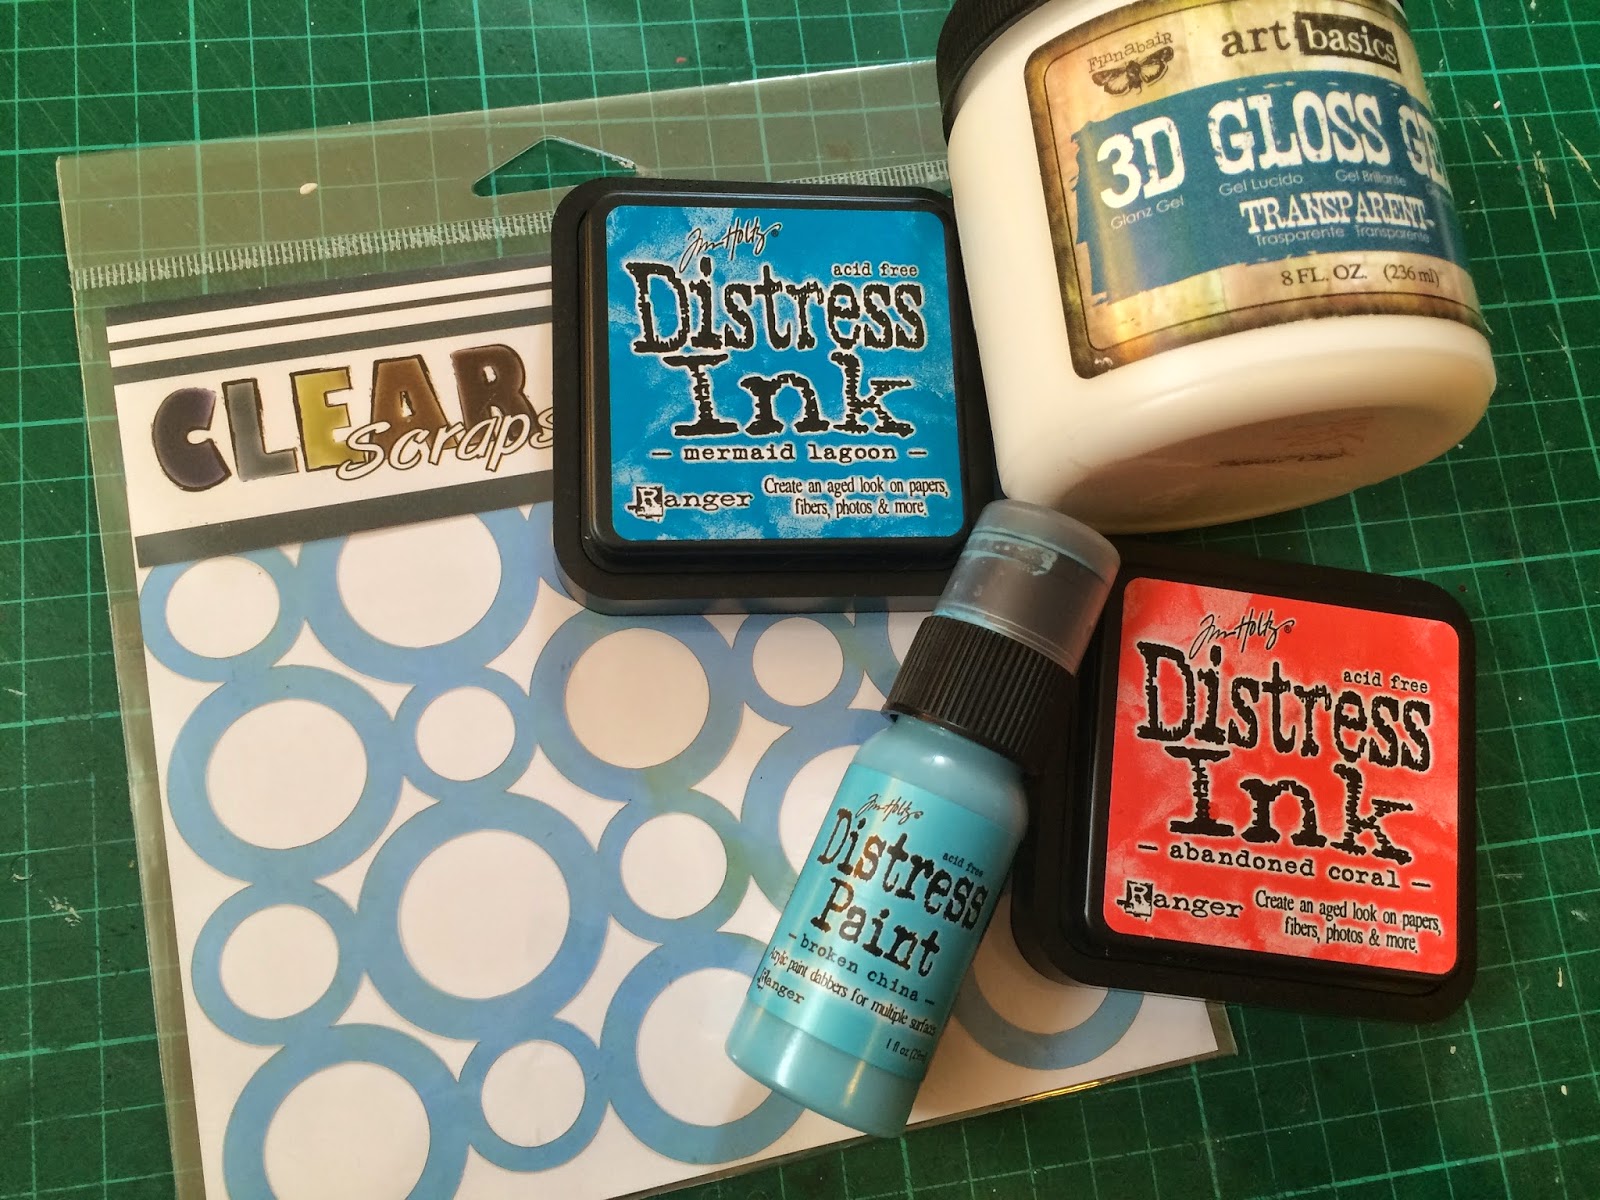 Finnabair
art basics
3D GLOSS GE
Glanz Gel Gel Lucido Gel Brillante
TRANSPARENT
Trasparente Transparente
8 FL. OZ. (236 ml)
CLEAR
Scraps
Tim Holtz®
acid free
Distress
Ink
— mermaid lagoon —
Ranger
Create an aged look on papers,
fibers, photos & more.
Tim Holtz
acid free
Distress
Paint
— broken china —
Acrylic paint dabbers for multiple surfaces
Ranger
1 fl oz (29ml
Tim Holtz®
acid free
Distress
Ink
— abandoned coral —
Ranger
Create an aged look on papers,
fibers, photos & more.